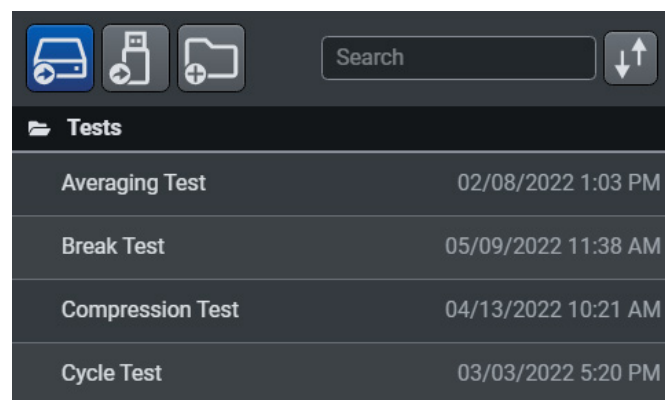 Search
Tests
Averaging Test 02/08/2022 1:03 PM
Break Test 05/09/2022 11:38 AM
Compression Test 04/13/2022 10:21 AM
Cycle Test 03/03/2022 5:20 PM